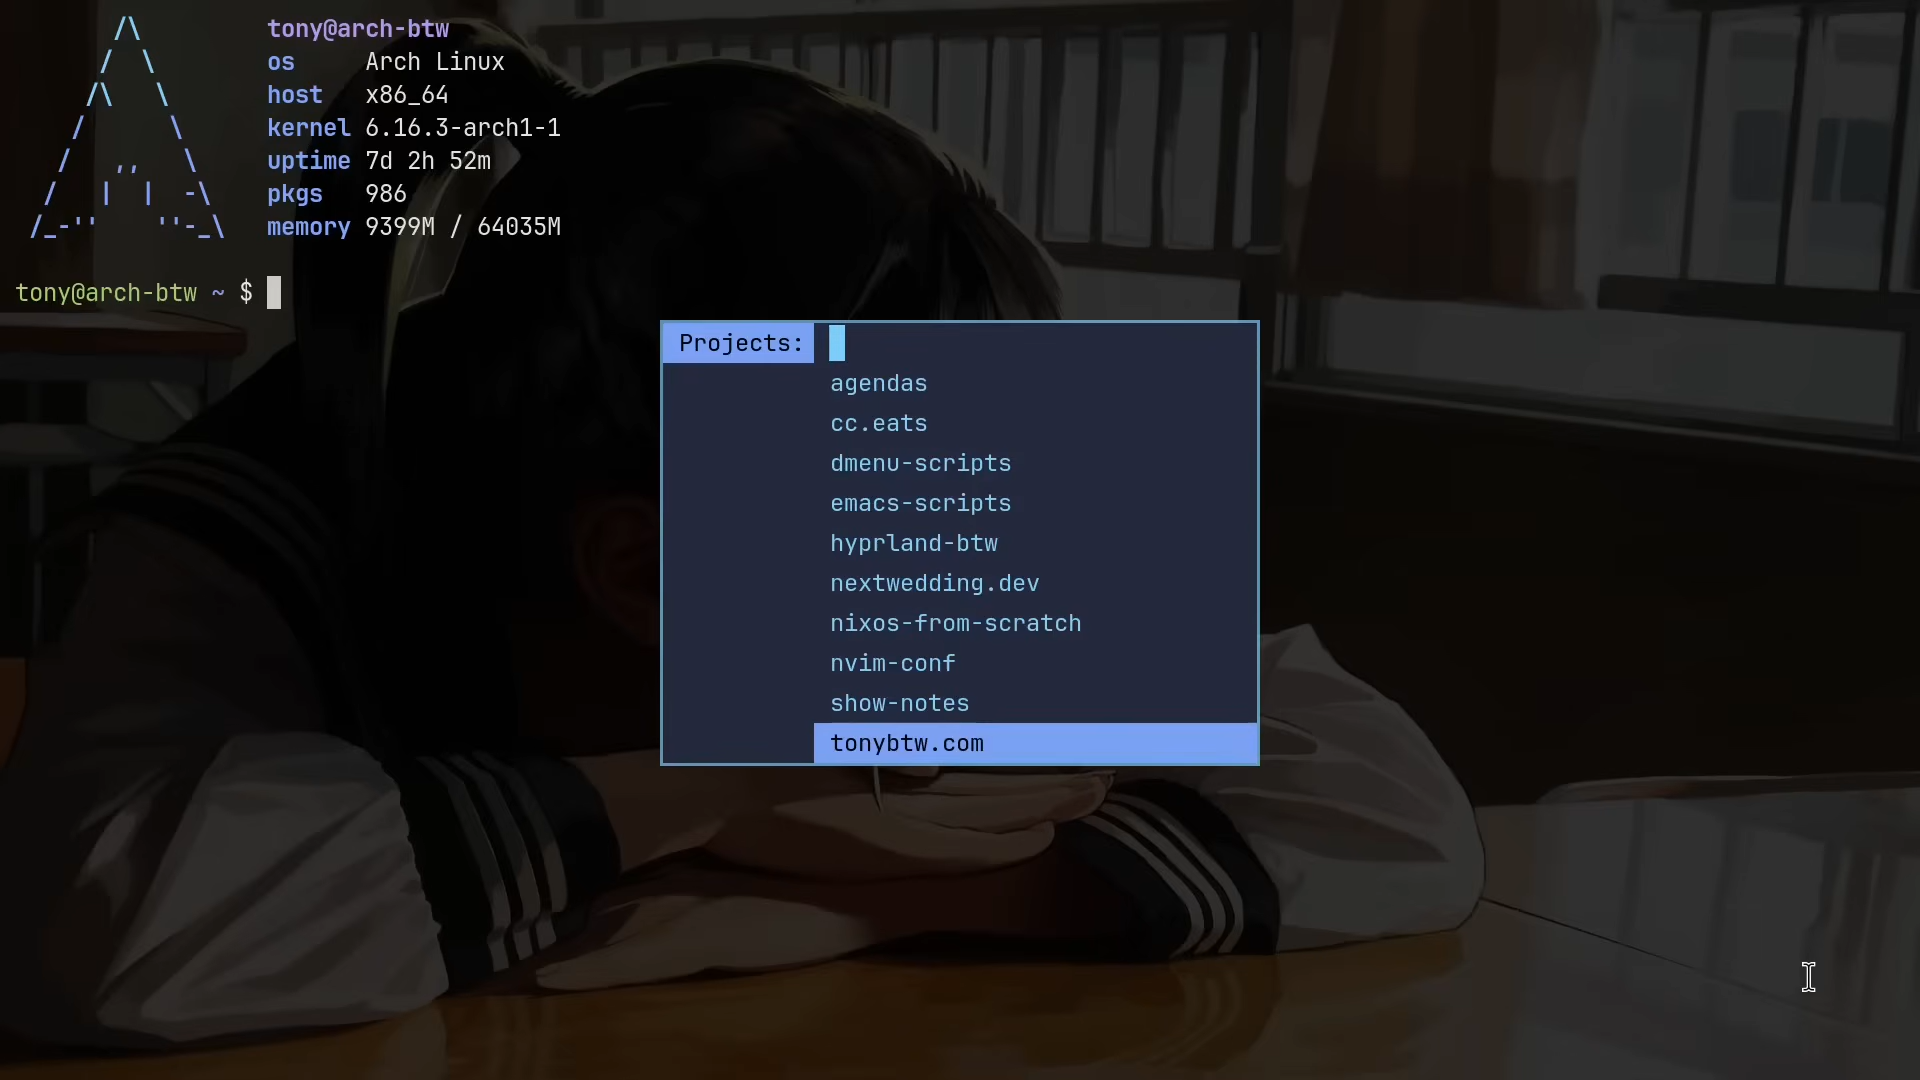 tony@arch-btw
os Arch Linux
host x86_64
kernel 6.16.3-arch1-1
uptime 7d 2h 52m
pkgs 986
memory 9399M / 64035M
tony@arch-btw ~ $
Projects:
agendas
cc.eats
dmenu-scripts
emacs-scripts
hyprland-btw
nextwedding.dev
nixos-from-scratch
nvim-conf
show-notes
tonybtw.com